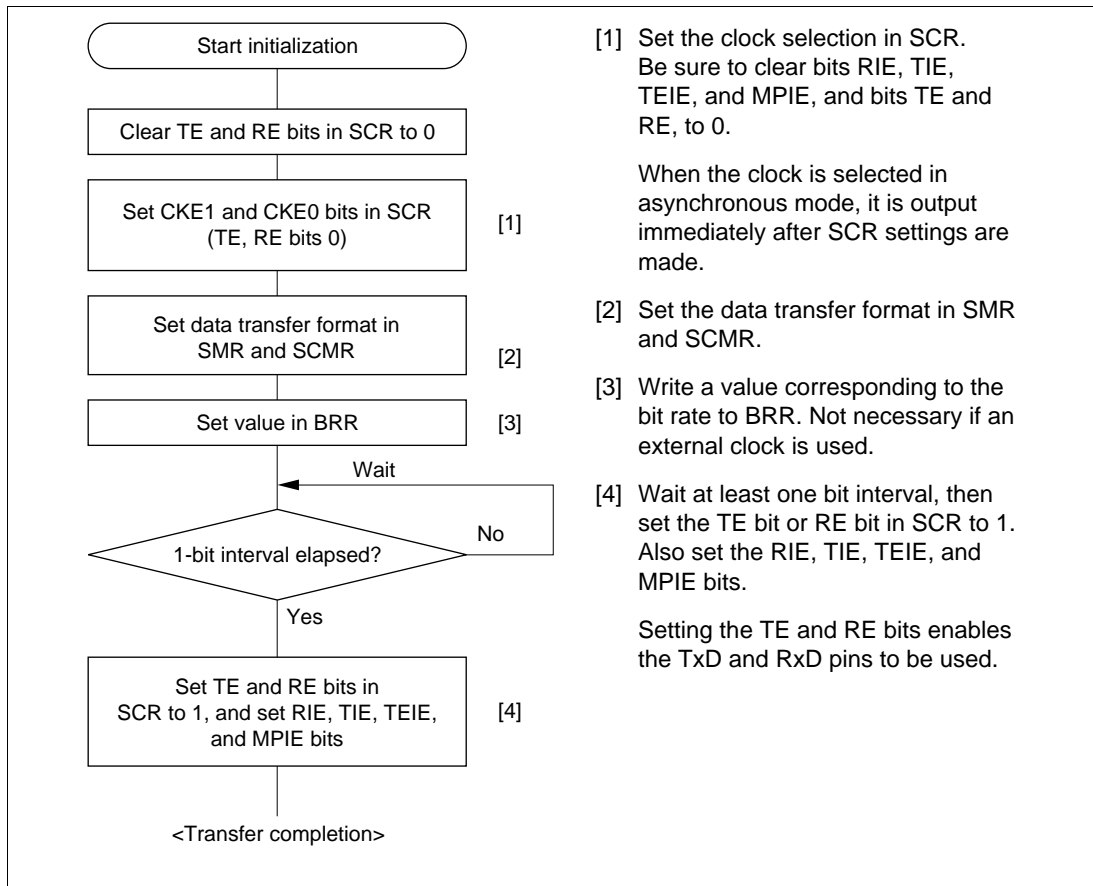 Start initialization
Clear TE and RE bits in SCR to 0
Set CKE1 and CKE0 bits in SCR
(TE, RE bits 0)
[1]
Set data transfer format in
SMR and SCMR
[2]
Set value in BRR
[3]
Wait
1-bit interval elapsed?
No
Yes
Set TE and RE bits in
SCR to 1, and set RIE, TIE, TEIE,
and MPIE bits
[4]
<Transfer completion>
[1] Set the clock selection in SCR.
Be sure to clear bits RIE, TIE,
TEIE, and MPIE, and bits TE and
RE, to 0.
When the clock is selected in
asynchronous mode, it is output
immediately after SCR settings are
made.
[2] Set the data transfer format in SMR
and SCMR.
[3] Write a value corresponding to the
bit rate to BRR. Not necessary if an
external clock is used.
[4] Wait at least one bit interval, then
set the TE bit or RE bit in SCR to 1.
Also set the RIE, TIE, TEIE, and
MPIE bits.
Setting the TE and RE bits enables
the TxD and RxD pins to be used.